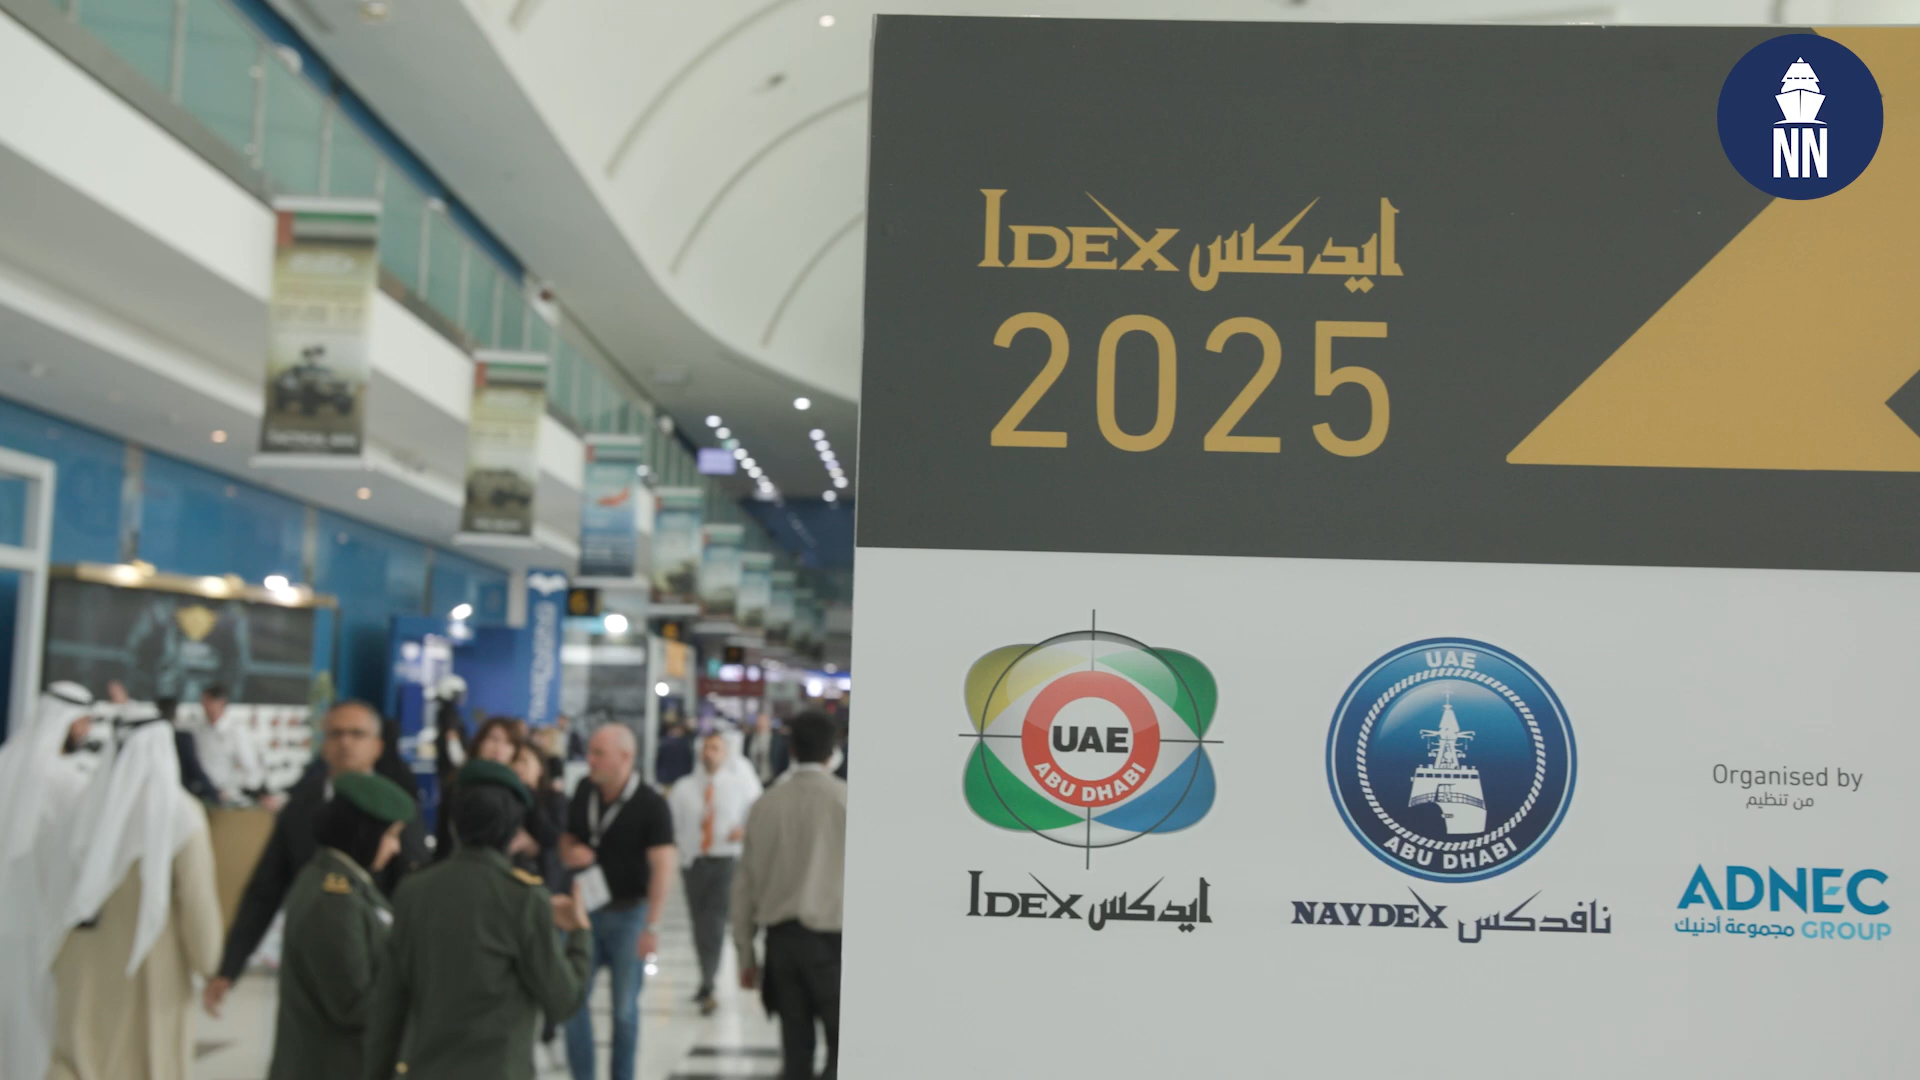 NN
IDEX ايدكس
2025
UAE
ABU DHABI
IDEX ايدكس
UAE
ABU DHABI
NAVDEX نافدكس
Organised by
من تنظيم
ADNEC
مجموعة أدنيك GROUP